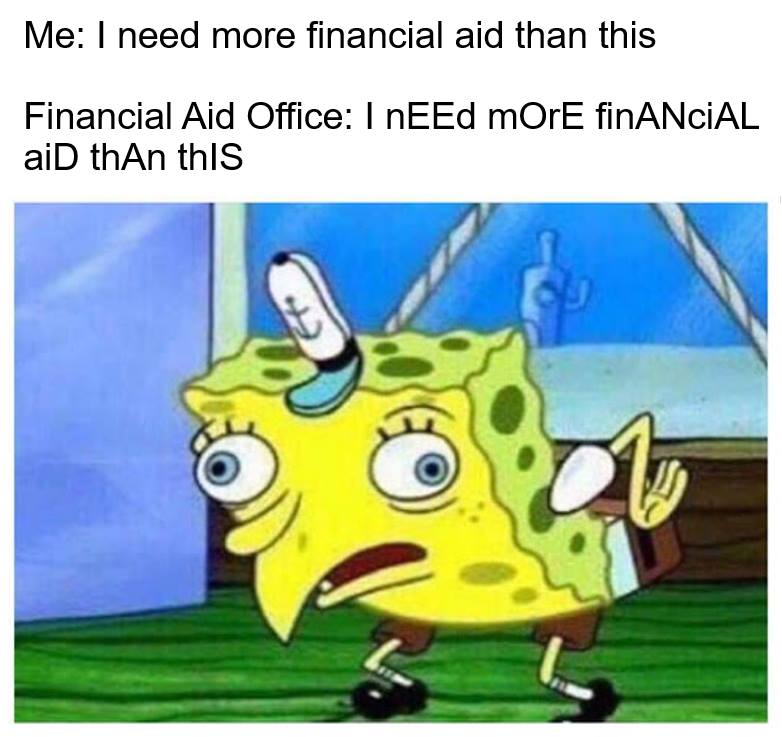 Me: I need more financial aid than this
Financial Aid Office: I nEEd mOrE finANciAL
aiD thAn thIS